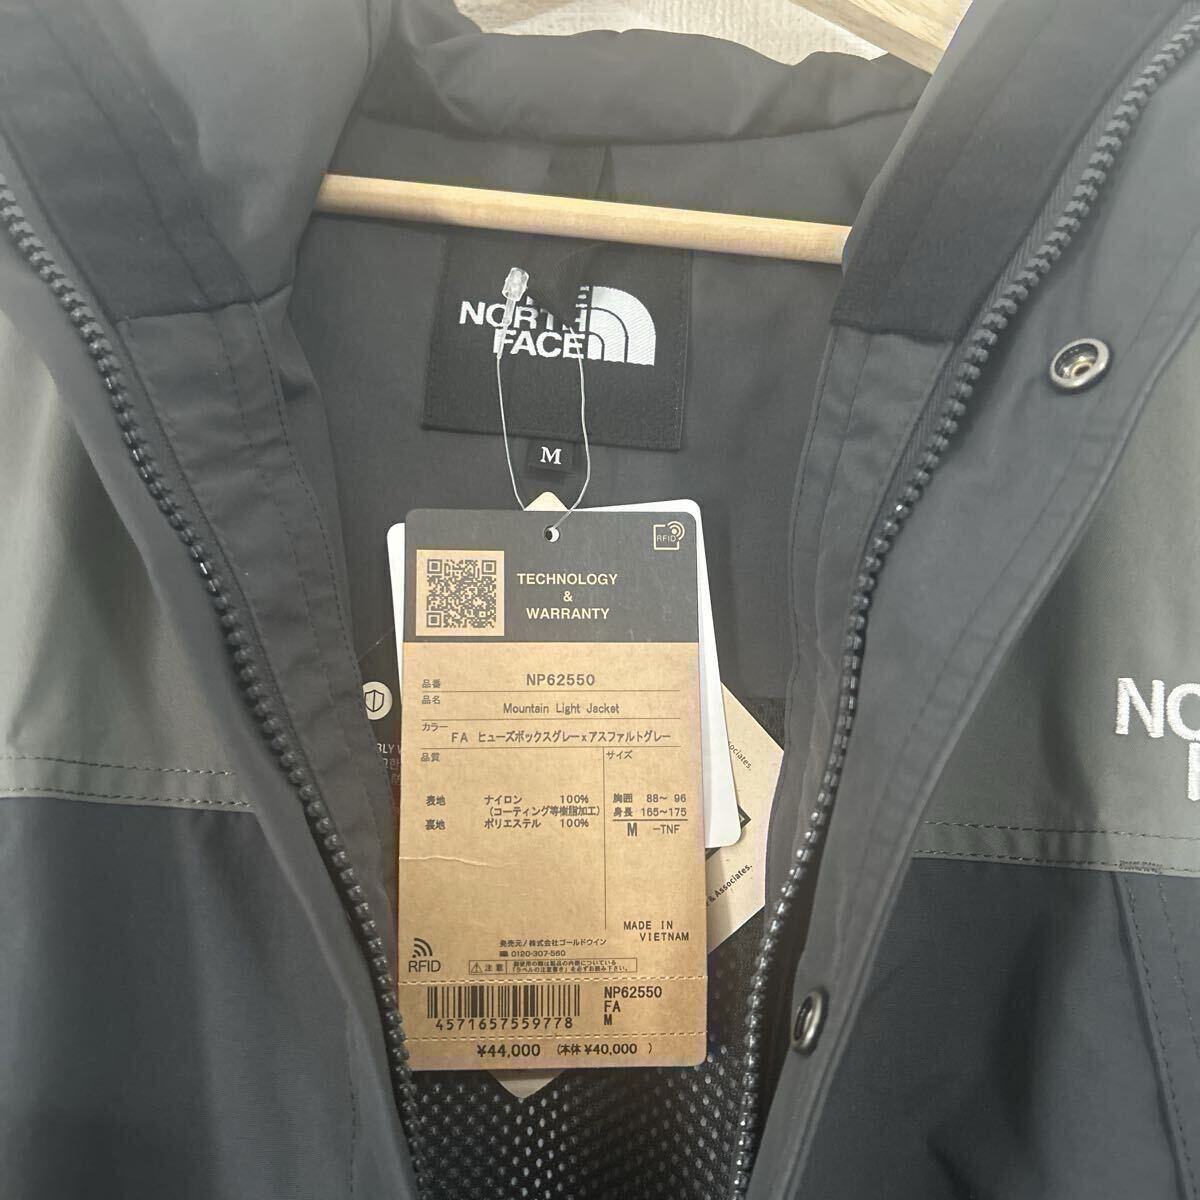 NORTH
FACE
M
RFID
TECHNOLOGY
&
WARRANTY
品番 NP62550
品名 Mountain Light Jacket
カラー FA ヒューズボックスグレー×アスファルトグレー
品質 サイズ
表地 ナイロン 100%
(コーティング等樹脂加工)
裏地 ポリエステル 100%
胸囲 88~ 96
身長 165~175
M -TNF
MADE IN
VIETNAM
発売元/株式会社ゴールドウイン
0120-307-560
RFID
注意
NP62550
FA
M
4571657559778
¥44,000 (本体 ¥40,000 )
ssociates.
& Associates.
NO